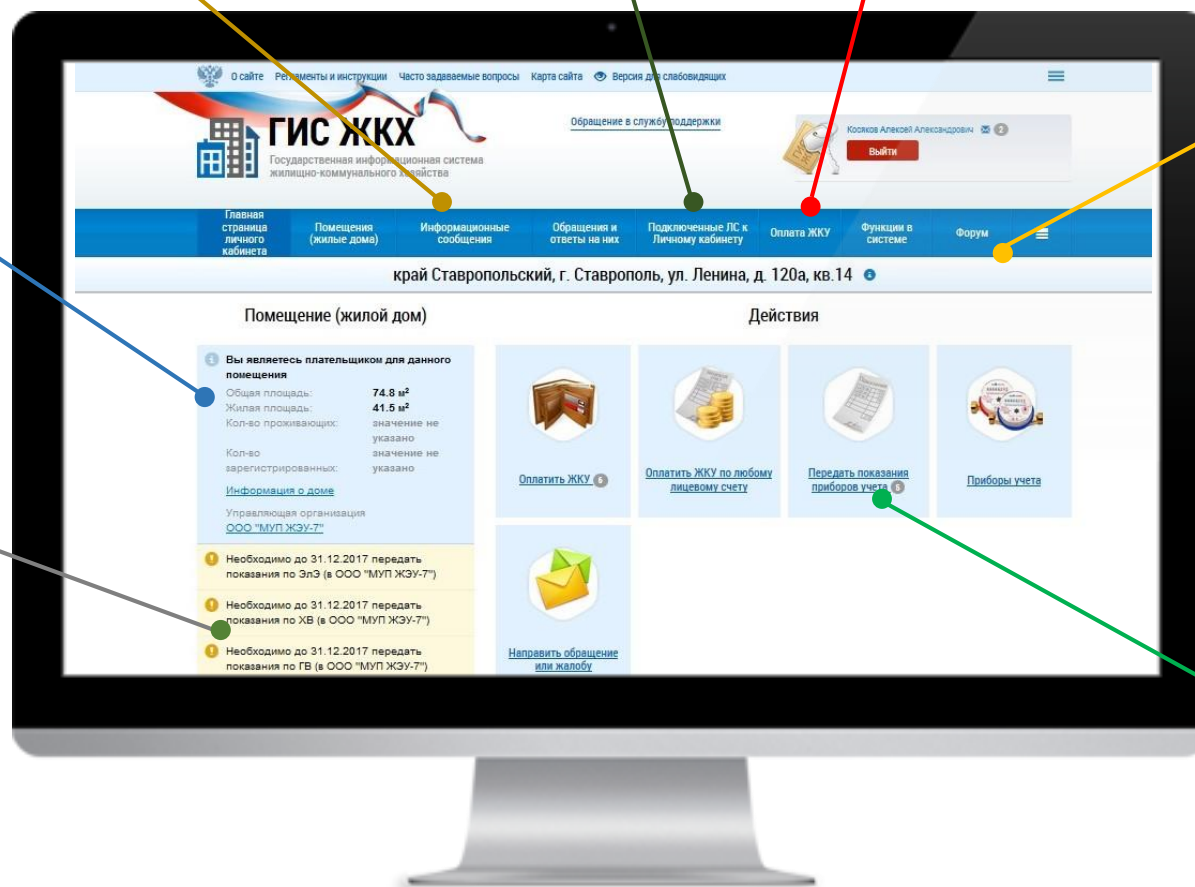 О сайте Регламенты и инструкции Часто задаваемые вопросы Карта сайта Версия для слабовидящих
ГИС ЖКХ
Государственная информационная система
жилищно-коммунального хозяйства
Обращение в службу поддержки
Косяков Алексей Александрович 2
Выйти
Главная
страница
личного
кабинета
Помещения
(жилые дома)
Информационные
сообщения
Обращения и
ответы на них
Подключенные ЛС к
Личному кабинету
Оплата ЖКУ
Функции в
системе
Форум
край Ставропольский, г. Ставрополь, ул. Ленина, д. 120а, кв.14
Помещение (жилой дом)
Вы являетесь плательщиком для данного
помещения
Общая площадь: 74.8 м²
Жилая площадь: 41.5 м²
Кол-во проживающих: значение не
указано
Кол-во значение не
зарегистрированных: указано
Информация о доме
Управляющая организация
ООО "МУП ЖЭУ-7"
Необходимо до 31.12.2017 передать
показания по ЭлЭ (в ООО "МУП ЖЭУ-7")
Необходимо до 31.12.2017 передать
показания по ХВ (в ООО "МУП ЖЭУ-7")
Необходимо до 31.12.2017 передать
показания по ГВ (в ООО "МУП ЖЭУ-7")
Действия
Оплатить ЖКУ 6
Оплатить ЖКУ по любому
лицевому счету
Передать показания
приборов учета 6
Приборы учета
Направить обращение
или жалобу